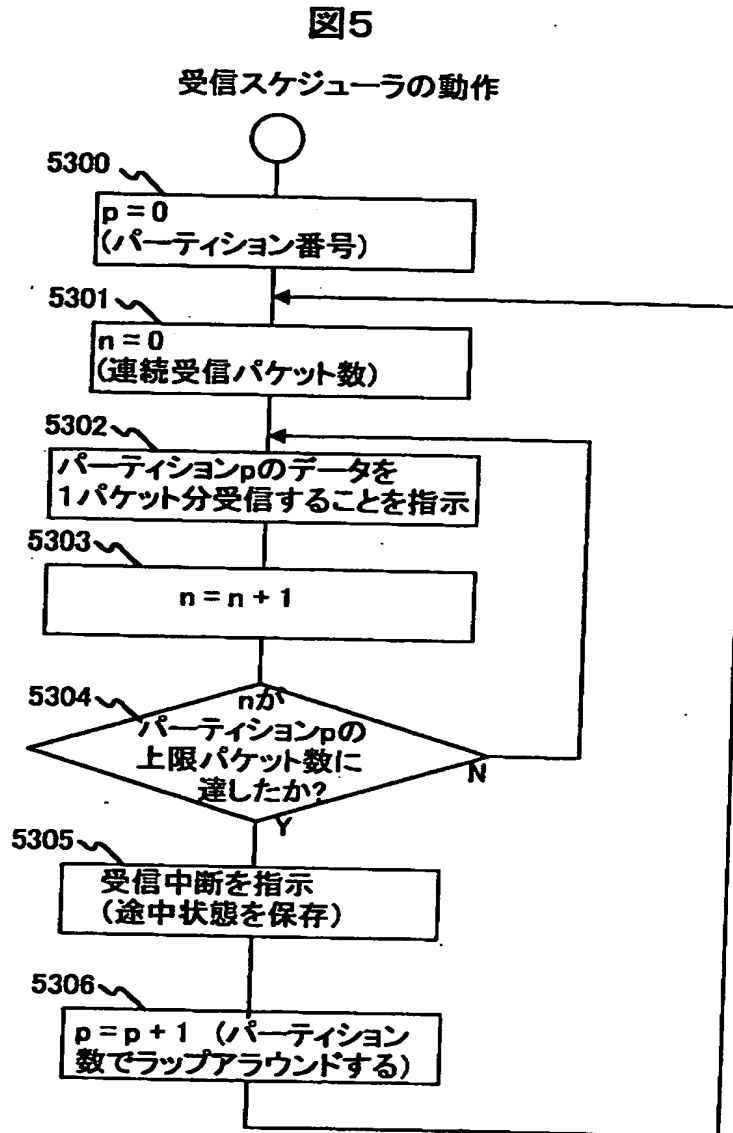 図5
受信スケジューラの動作
5300
p = 0
(パーティション番号)
5301
n = 0
(連続受信パケット数)
5302
パーティションpのデータを
1パケット分受信することを指示
5303
n = n + 1
5304
nが
パーティションpの
上限パケット数に
達したか?
N
Y
5305
受信中断を指示
(途中状態を保存)
5306
p = p + 1 (パーティション
数でラップアラウンドする)